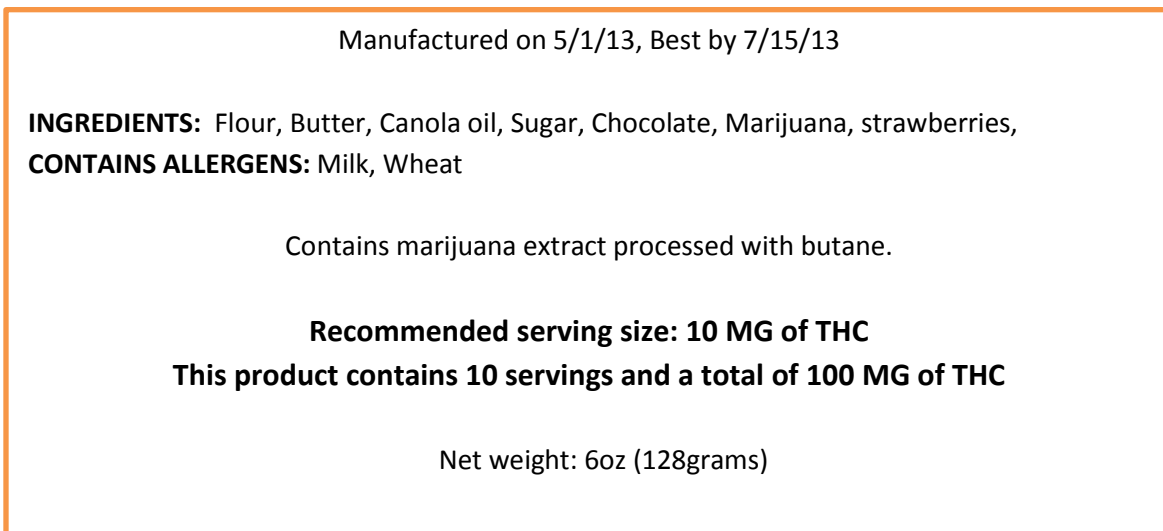 Manufactured on 5/1/13, Best by 7/15/13
INGREDIENTS: Flour, Butter, Canola oil, Sugar, Chocolate, Marijuana, strawberries,
CONTAINS ALLERGENS: Milk, Wheat
Contains marijuana extract processed with butane.
Recommended serving size: 10 MG of THC
This product contains 10 servings and a total of 100 MG of THC
Net weight: 6oz (128grams)